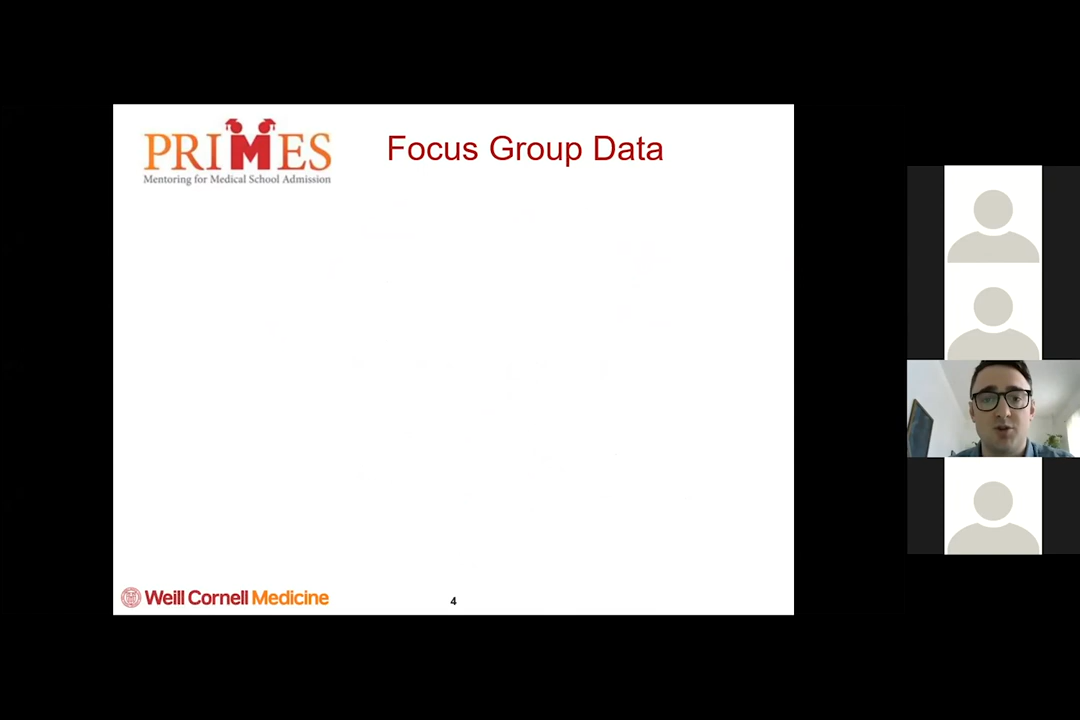 PRIMES
Mentoring for Medical School Admission
Focus Group Data
Weill Cornell Medicine
4